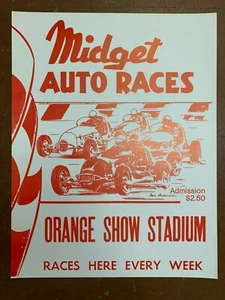 Midget
AUTO RACES
Admission
$2.50
ORANGE SHOW STADIUM
RACES HERE EVERY WEEK